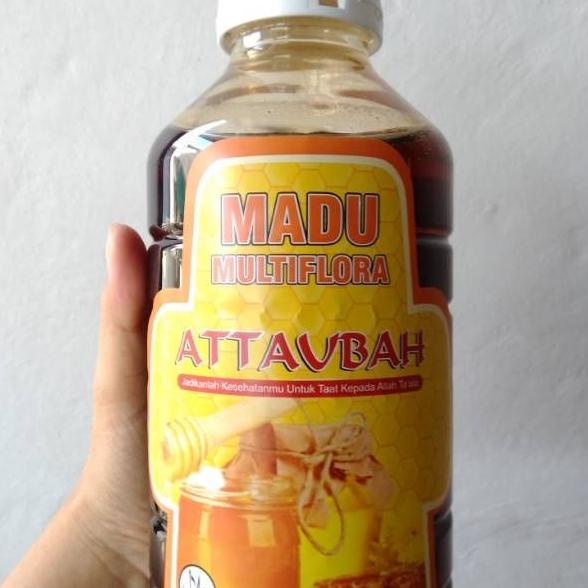 MADU
MULTIFLORA
ATTAUBAH
Jadikanlah Kesehatanmu Untuk Taat Kepada Allah Ta'ala